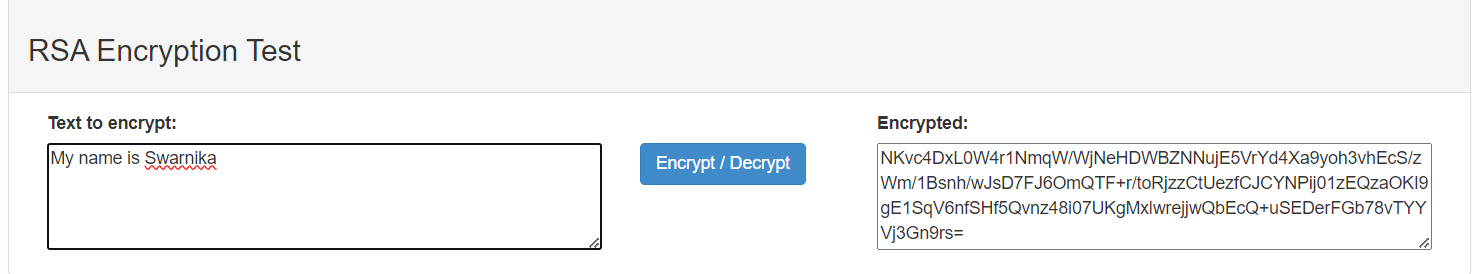 RSA Encryption Test
Text to encrypt:
Encrypted:
My name is Swarnika
Encrypt / Decrypt
NKvc4DxL0W4r1NmqW/WjNeHDWBZNNujE5VrYd4Xa9yoh3vhEcS/z
Wm/1Bsnh/wJsD7FJ6OmQTF+r/toRjzzCtUezfCJCYNPij01zEQzaOKI9
gE1SqV6nfSHf5Qvnz48i07UKgMxlwrejjwQbEcQ+uSEDerFGb78vTYY
Vj3Gn9rs=